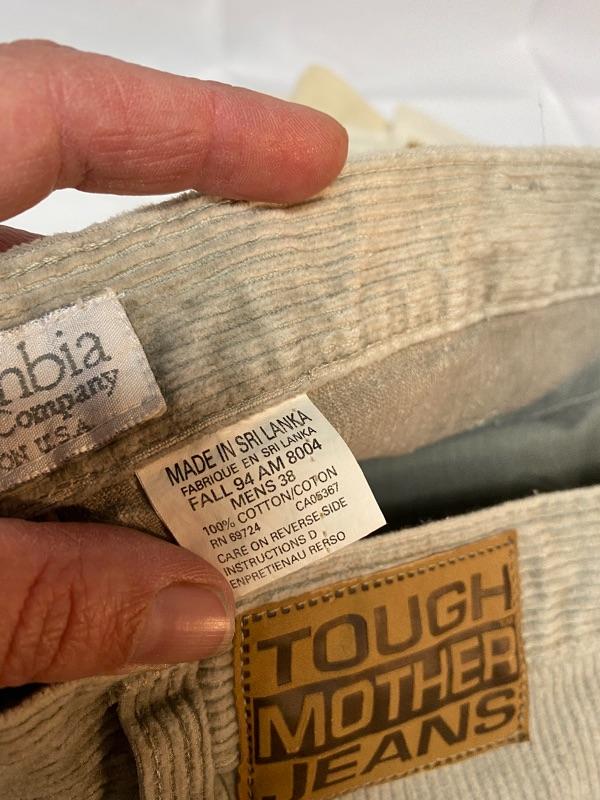 nbia
Company
ON U.S.A
MADE IN SRI LANKA
FABRIQUE EN SRI LANKA
FALL 94 AM 8004
MENS 38
100% COTTON/COTON
RN 69724 CA05367
CARE ON REVERSE SIDE
INSTRUCTIONS D
ENPRETIENAU RERSO
TOUGH
MOTHER
JEANS